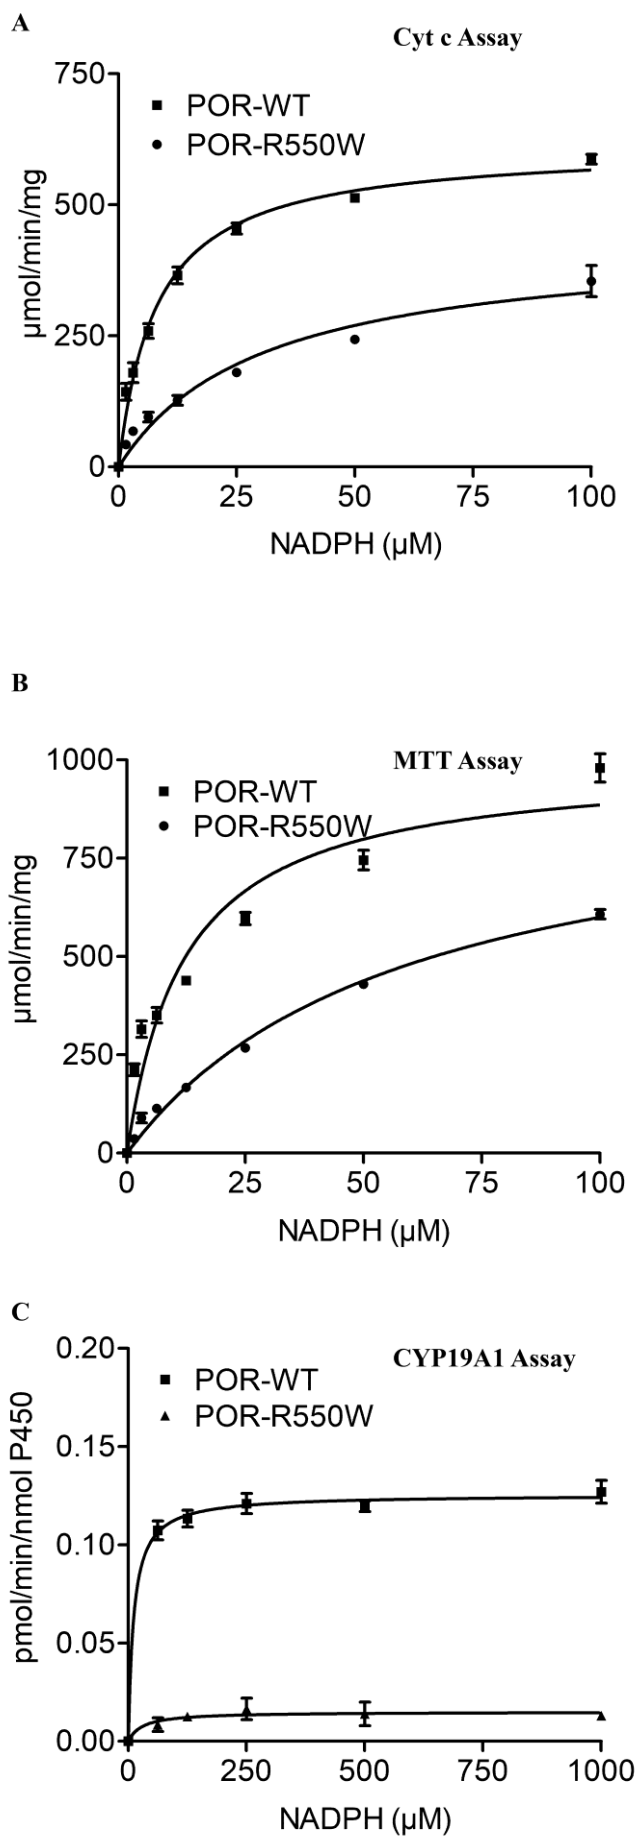 A
Cyt c Assay
750
POR-WT
POR-R550W
500
250
0
µmol/min/mg
0 25 50 75 100
NADPH (µM)
B
1000
MTT Assay
POR-WT
POR-R550W
750
500
250
0
µmol/min/mg
0 25 50 75 100
NADPH (µM)
C
0.20
CYP19A1 Assay
POR-WT
POR-R550W
0.15
0.10
0.05
0.00
pmol/min/nmol P450
0 250 500 750 1000
NADPH (µM)